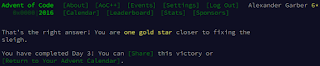 Advent of Code [About] [AoC++] [Events] [Settings] [Log Out] Alexander Garber 6*
2016 [Calendar] [Leaderboard] [Stats] [Sponsors]
That's the right answer! You are one gold star closer to fixing the
sleigh.
You have completed Day 3! You can [Share] this victory or
[Return to Your Advent Calendar].